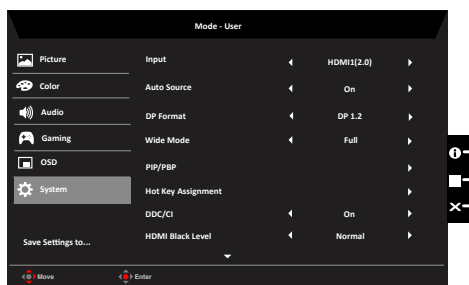 Mode - User
Picture
Color
Audio
Gaming
OSD
System
Save Settings to...
Input HDMI1(2.0)
Auto Source On
DP Format DP 1.2
Wide Mode Full
PIP/PBP
Hot Key Assignment
DDC/CI On
HDMI Black Level Normal
Move Enter